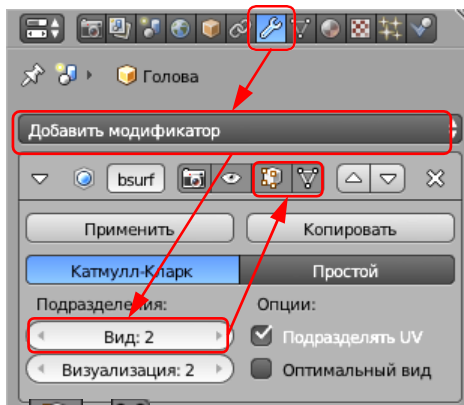 Голова
Добавить модификатор
bsurf
Применить
Копировать
Катмулл-Кларк
Простой
Подразделения:
Опции:
Вид: 2
Подразделять UV
Визуализация: 2
Оптимальный вид